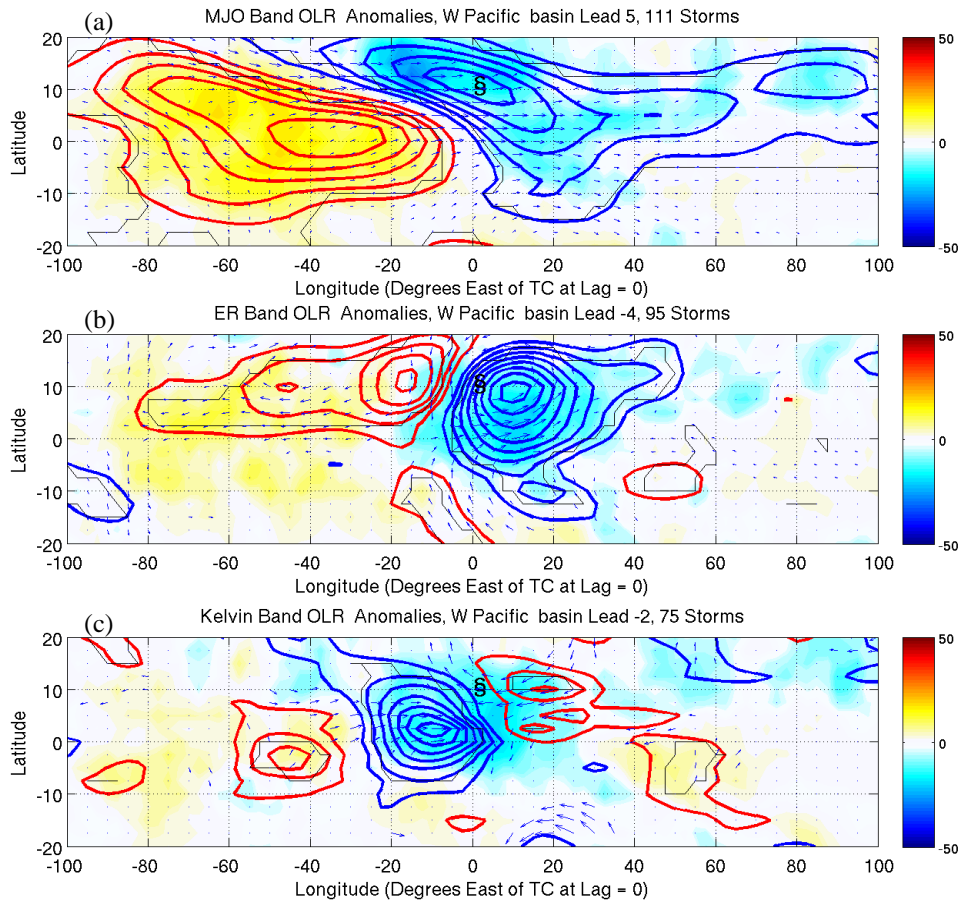 (a)
MJO Band OLR Anomalies, W Pacific basin Lead 5, 111 Storms
20
10
0
-10
-20
Latitude
-100 -80 -60 -40 -20 0 20 40 60 80 100
Longitude (Degrees East of TC at Lag = 0)
50
0
-50
§
(b)
ER Band OLR Anomalies, W Pacific basin Lead -4, 95 Storms
20
10
0
-10
-20
Latitude
-100 -80 -60 -40 -20 0 20 40 60 80 100
Longitude (Degrees East of TC at Lag = 0)
50
0
-50
§
(c)
Kelvin Band OLR Anomalies, W Pacific basin Lead -2, 75 Storms
20
10
0
-10
-20
Latitude
-100 -80 -60 -40 -20 0 20 40 60 80 100
Longitude (Degrees East of TC at Lag = 0)
50
0
-50
§